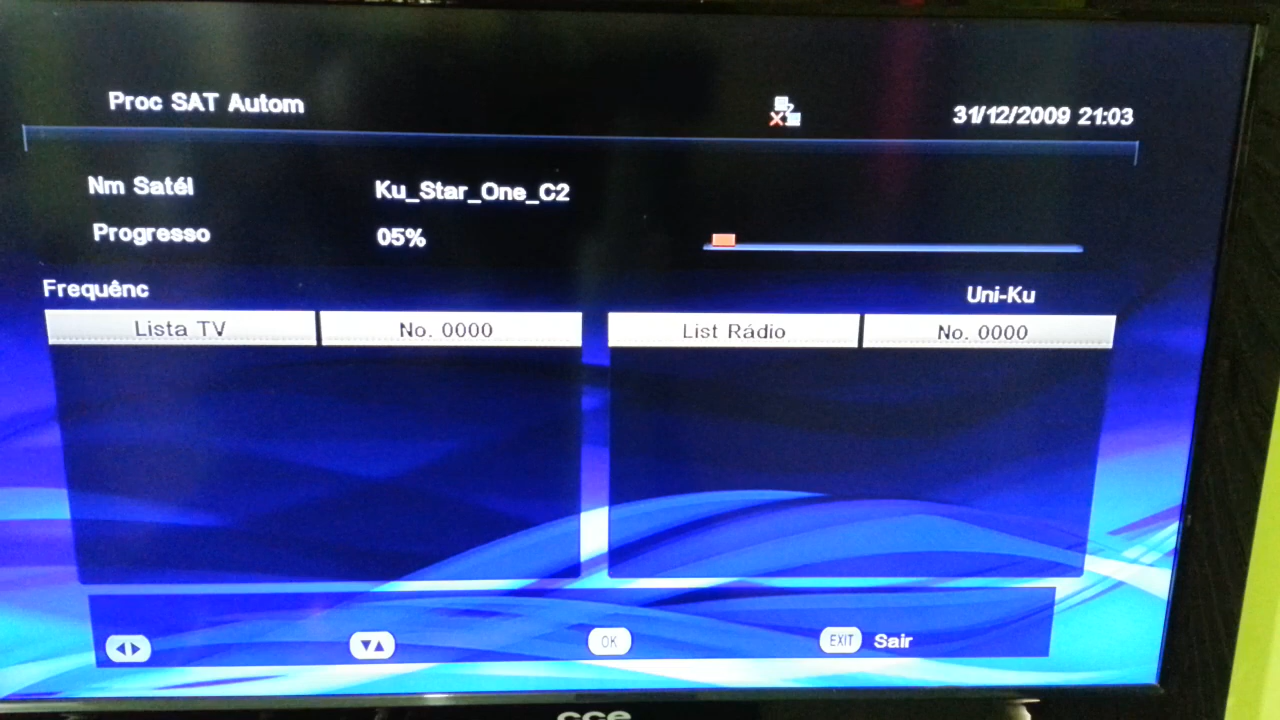 Proc SAT Autom
31/12/2009 21:03
Nm Satél Ku_Star_One_C2
Progresso 05%
Frequênc Uni-Ku
Lista TV No. 0000 List Rádio No. 0000
OK EXIT Sair
cce